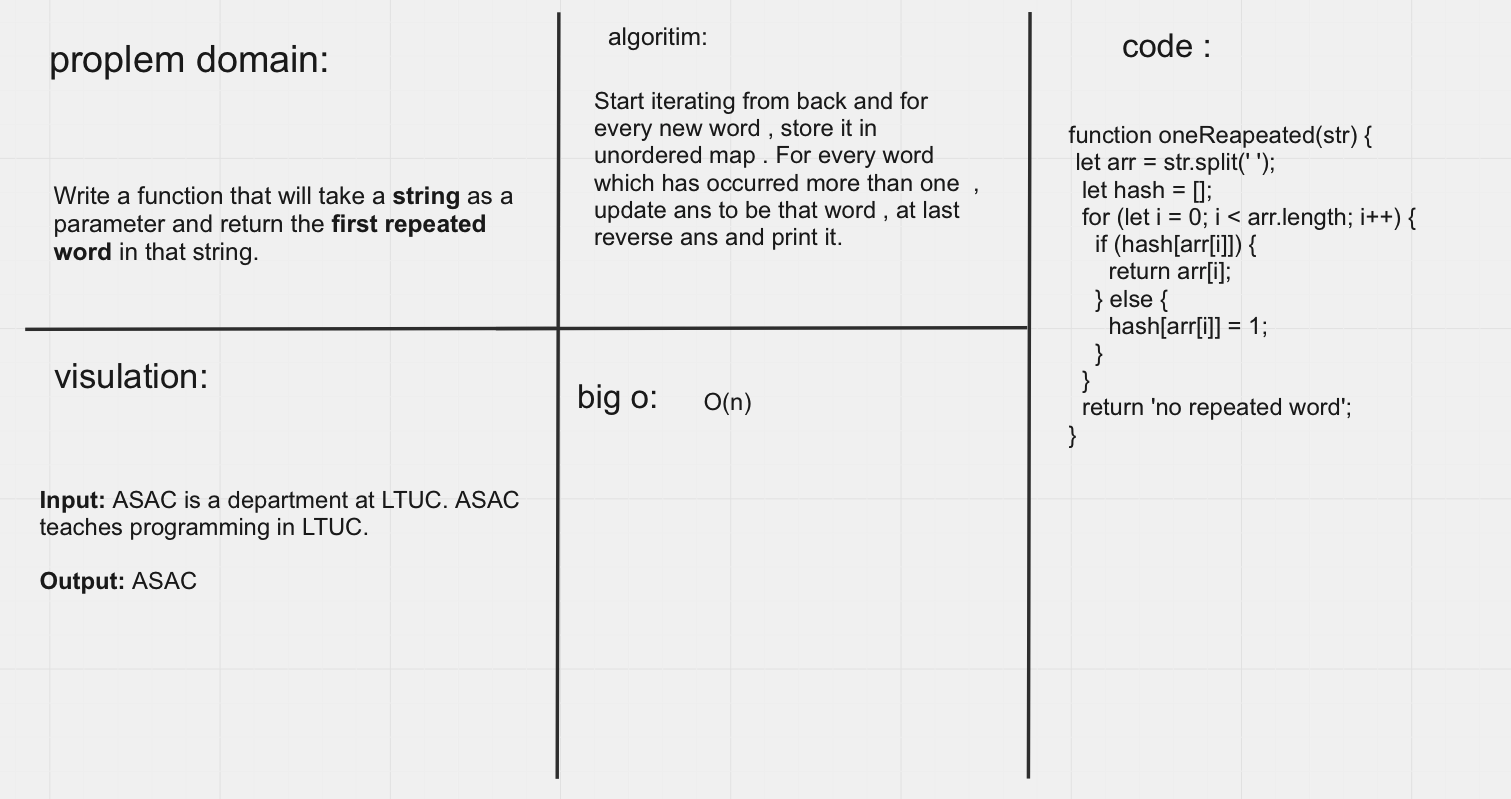 proplem domain:
Write a function that will take a string as a
parameter and return the first repeated
word in that string.
algoritim:
Start iterating from back and for
every new word , store it in
unordered map . For every word
which has occurred more than one  ,
update ans to be that word , at last
reverse ans and print it.
visulation:
Input: ASAC is a department at LTUC. ASAC
teaches programming in LTUC.
Output: ASAC
big o: O(n)
code :
function oneReapeated(str) {
let arr = str.split(' ');
let hash = [];
for (let i = 0; i < arr.length; i++) {
if (hash[arr[i]]) {
return arr[i];
} else {
hash[arr[i]] = 1;
}
}
return 'no repeated word';
}